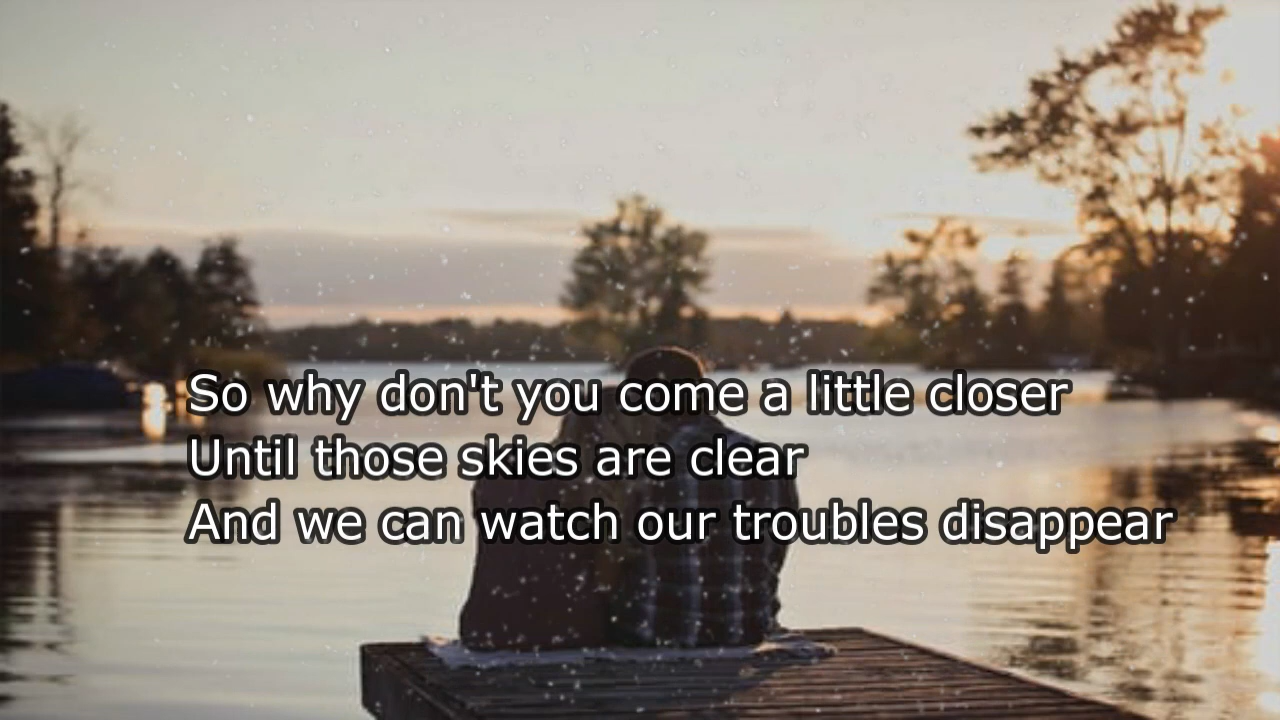 So why don't you come a little closer
Until those skies are clear
And we can watch our troubles disappear